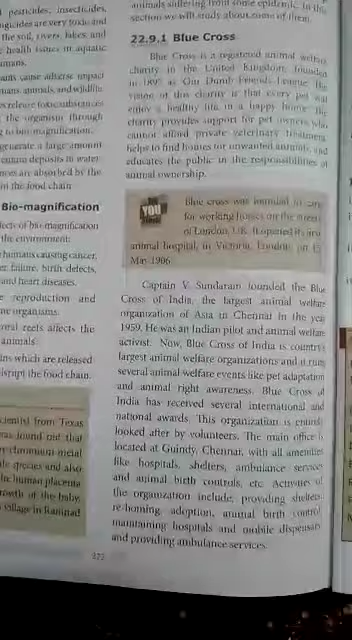 pesticides, insecticides,
ngicides are very toxic and
the soil, rivers, lakes, and
e health issues in aquatic
umans.
ants cause adverse impact
mans, animals, and wildlife
s release toxic substances
the organism through
g to bio-magnification.
generate a large amount
deposits in water
nces are absorbed by the
in the food chain
Bio-magnification
fects of bio-magnification
the environment:
humans causing cancer,
er failure, birth defects,
and heart diseases.
e reproduction and
ne organisms.
oral reefs affects the
animals
ins which are released
disrupt the food chain.
cientist from Texas
was found out that
chromium metal
species and also
he human placenta
rowth of the baby.
village in Ramnad
animals suffering from some epidemic. In this
section we will study about some of them.
22.9.1 Blue Cross
Blue Cross is a registered animal welfare
charity in the United Kingdom, founded
in 1897 as Our Dumb Friends League. The
vision of this charity is that every pet will
enjoy a healthy life in a happy home. The
charity provides support for pet owners who
cannot afford private veterinary treatment,
helps to find homes for unwanted animals, and
educates the public in the responsibilities of
animal ownership.
YOU
Blue cross was founded to care
for working horses on the streets
of London, UK. It opened its first
animal hospital, in Victoria, London, on 15
May 1906
Captain V. Sundaram founded the Blue
Cross of India, the largest animal welfare
organization of Asia in Chennai in the year
1959. He was an Indian pilot and animal welfare
activist. Now, Blue Cross of India is country's
largest animal welfare organizations and it runs
several animal welfare events like pet adaptation
and animal right awareness. Blue Cross of
India has received several international and
national awards. This organization is entirely
looked after by volunteers. The main office is
located at Guindy, Chennai, with all amenities
like hospitals, shelters, ambulance services
and animal birth controls, etc. Activities of
the organization include, providing shelters,
re-homing, adoption, animal birth control,
maintaining hospitals and mobile dispensary
and providing ambulance services.